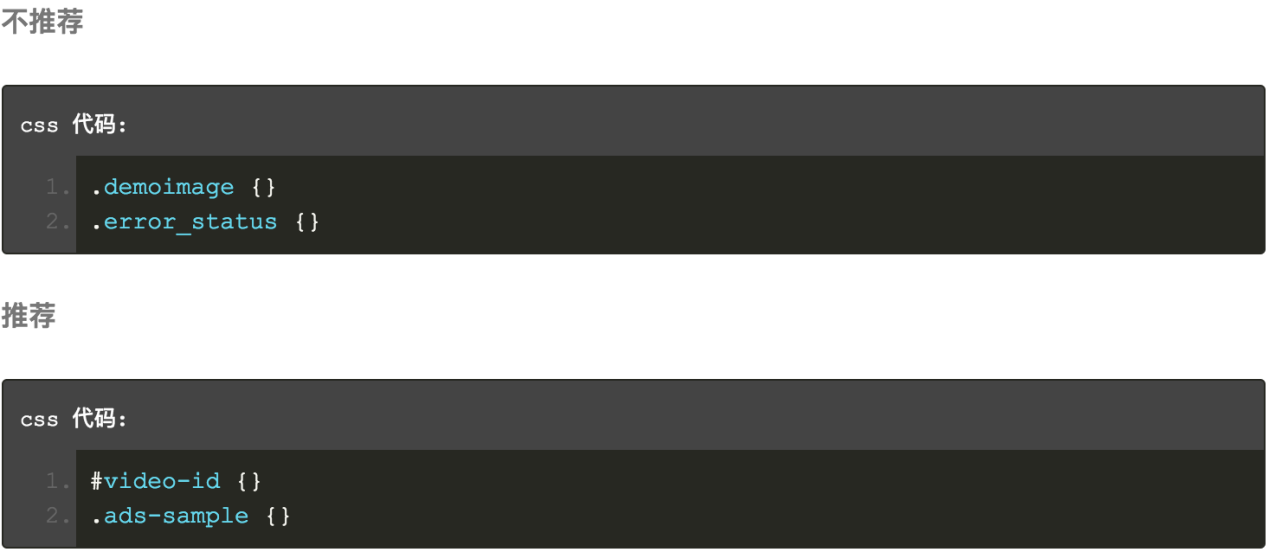 不推荐
css 代码:
1. .demoimage {}
2. .error_status {}
推荐
css 代码:
1. #video-id {}
2. .ads-sample {}